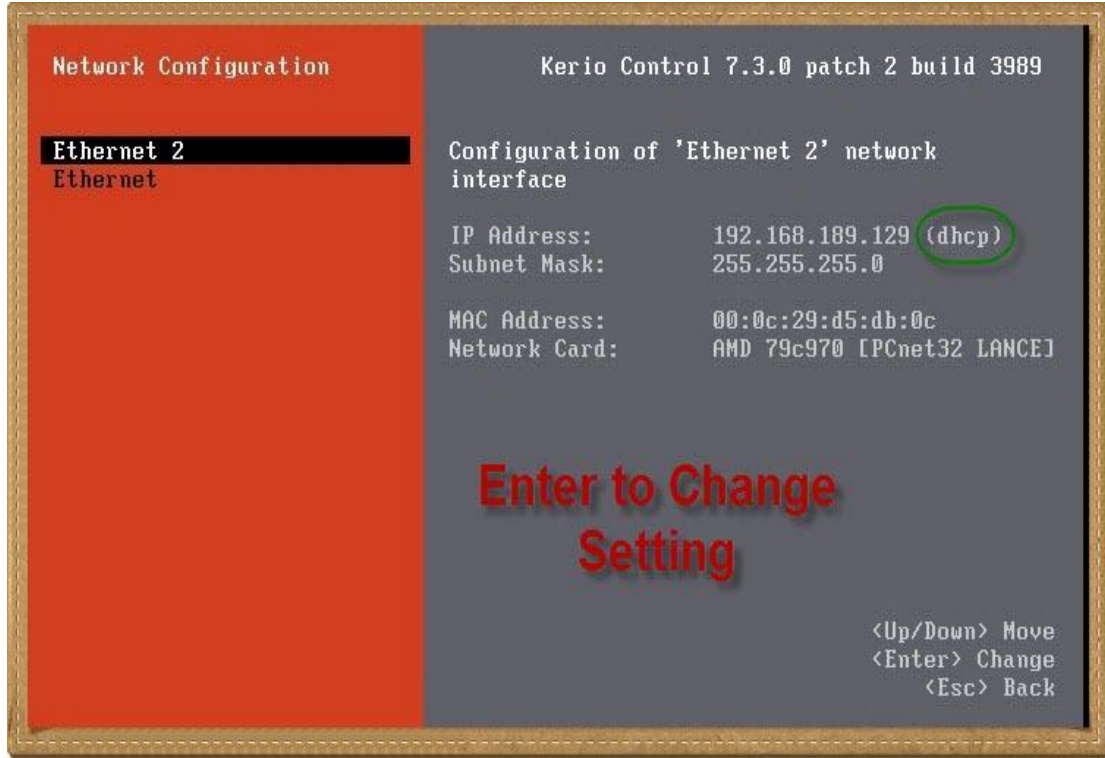 Network Configuration
Kerio Control 7.3.0 patch 2 build 3989
Ethernet 2
Ethernet
Configuration of 'Ethernet 2' network
interface
IP Address: 192.168.189.129 (dhcp)
Subnet Mask: 255.255.255.0
MAC Address: 00:0c:29:d5:db:0c
Network Card: AMD 79c970 [PCnet32 LANCE]
Enter to Change
Setting
<Up/Down> Move
<Enter> Change
<Esc> Back